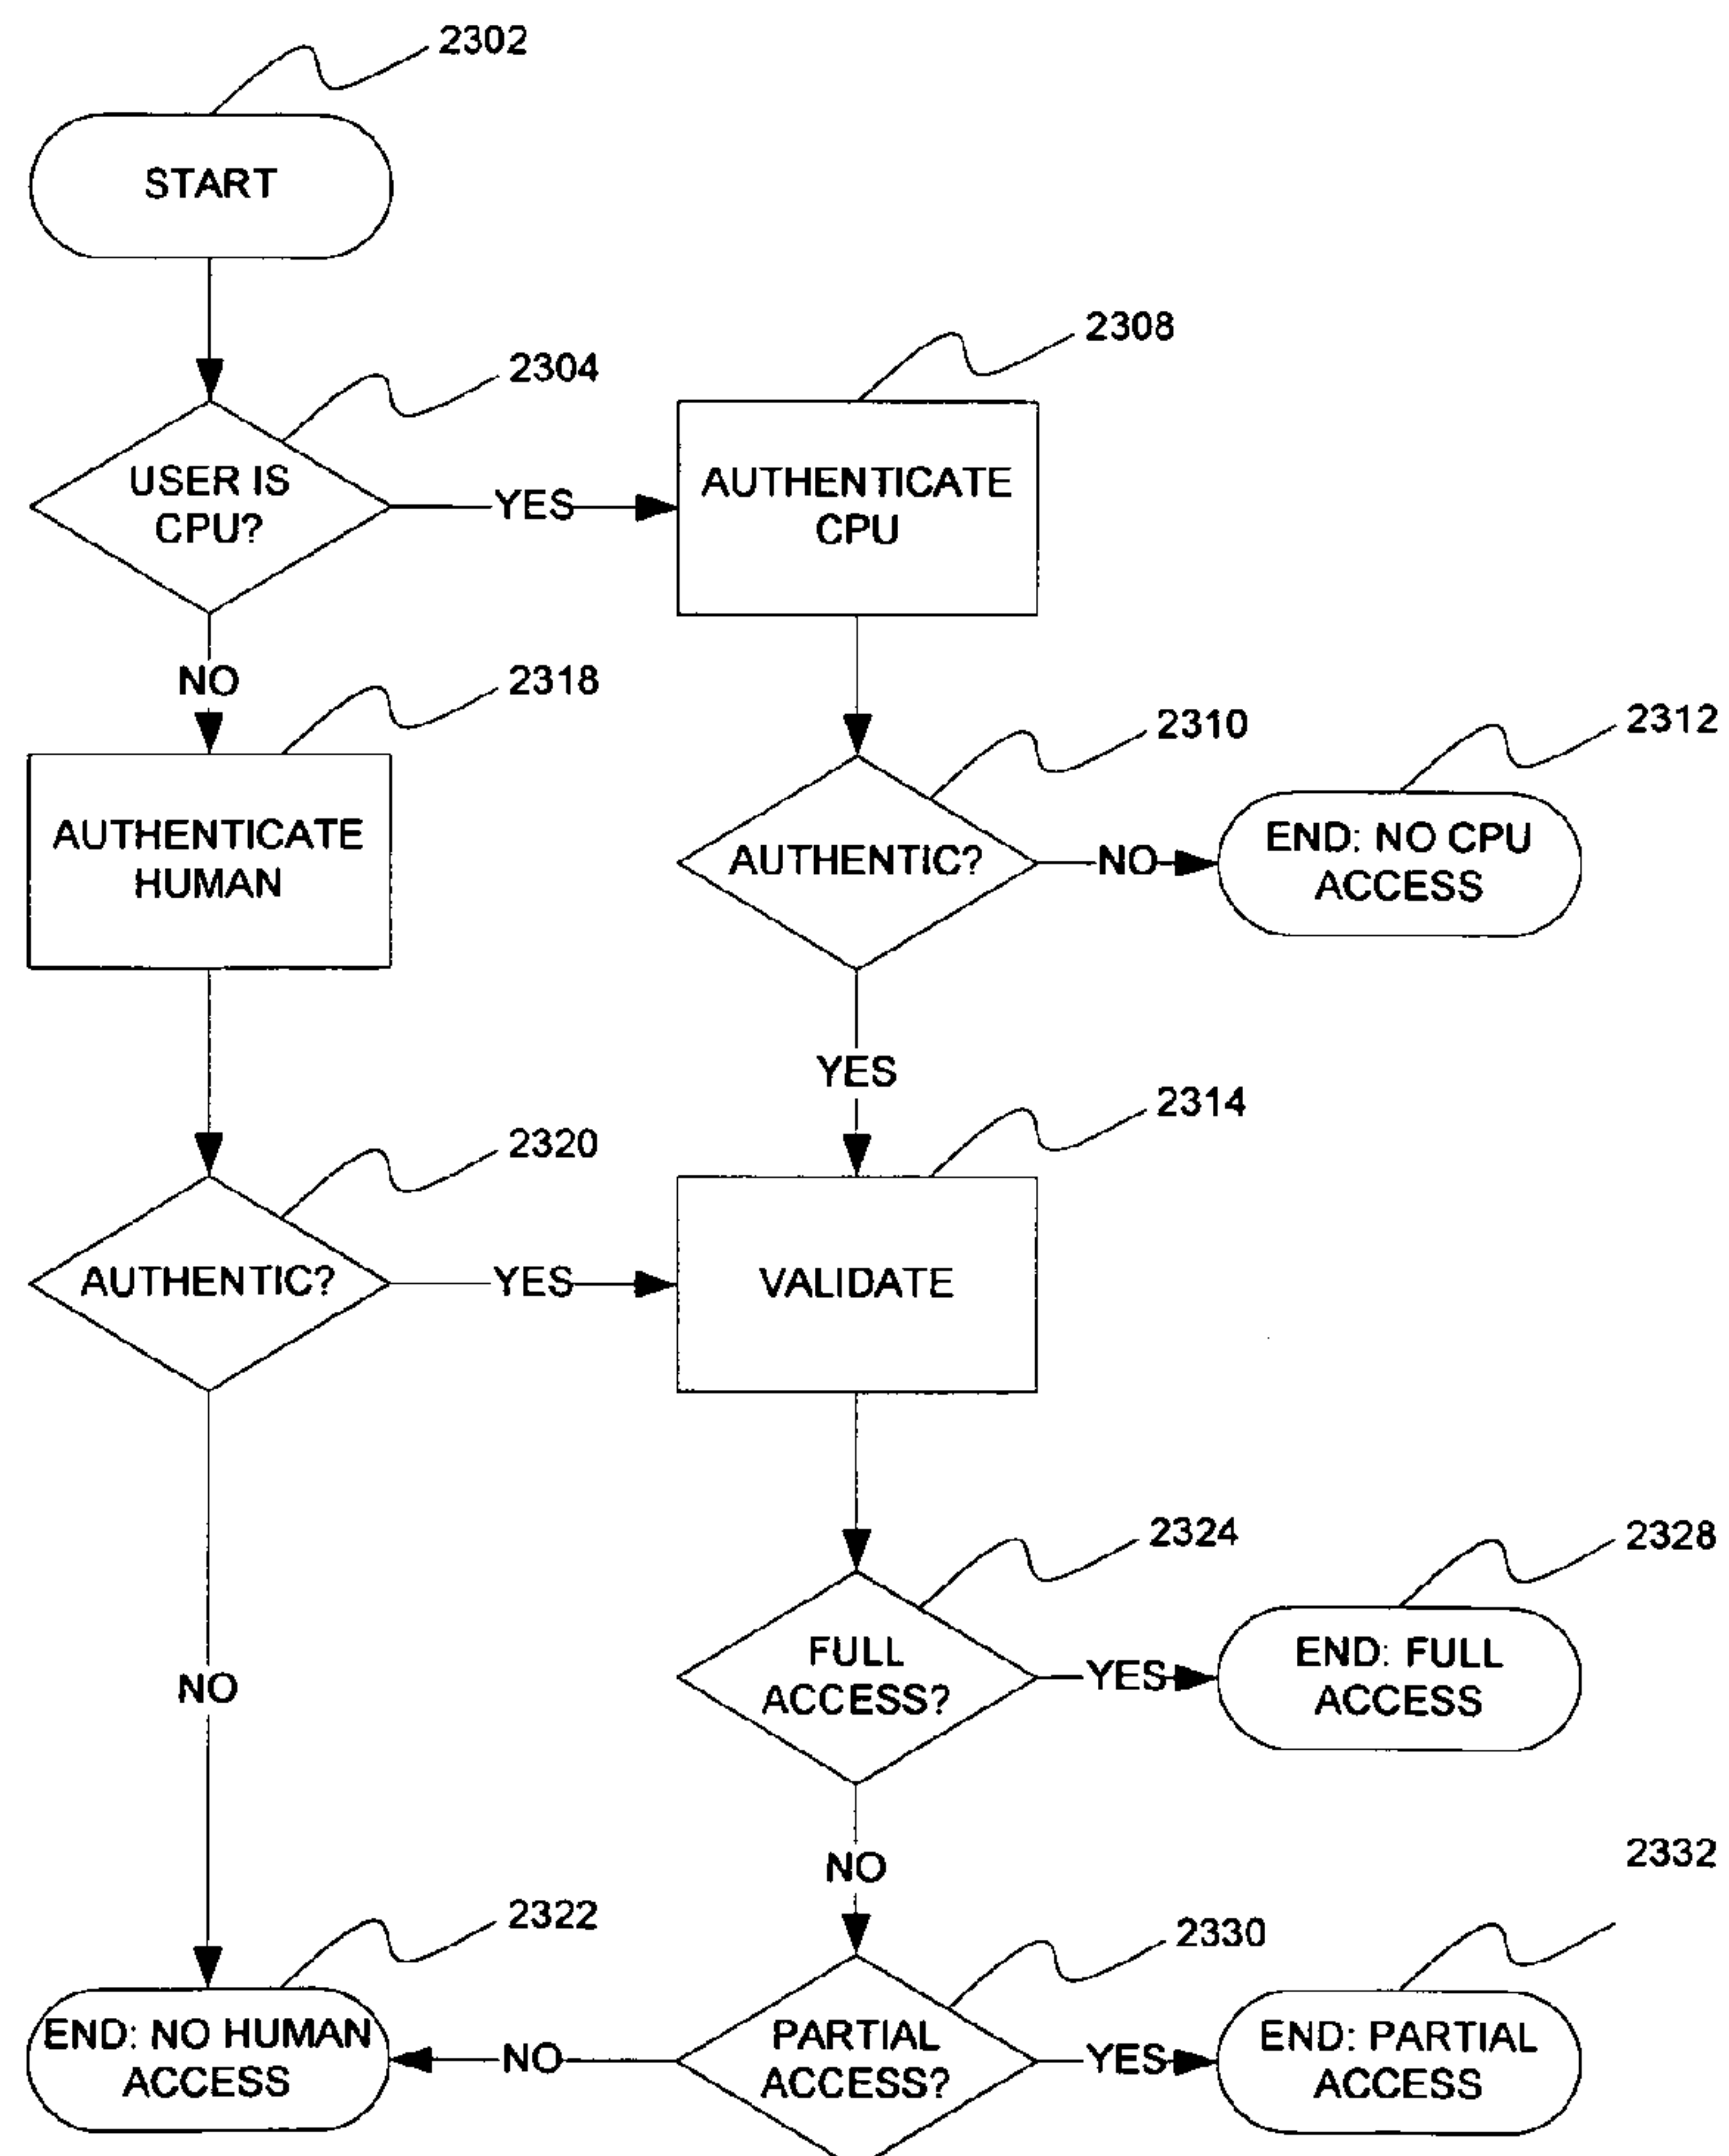 2302
START
2304
2308
USER IS
CPU?
YES
AUTHENTICATE
CPU
NO
2318
2310
2312
AUTHENTICATE
HUMAN
AUTHENTIC?
NO
END: NO CPU
ACCESS
YES
2314
2320
AUTHENTIC?
YES
VALIDATE
2324
2328
FULL
ACCESS?
YES
END: FULL
ACCESS
NO
NO
2332
2322
2330
END: NO HUMAN
ACCESS
NO
PARTIAL
ACCESS?
YES
END: PARTIAL
ACCESS